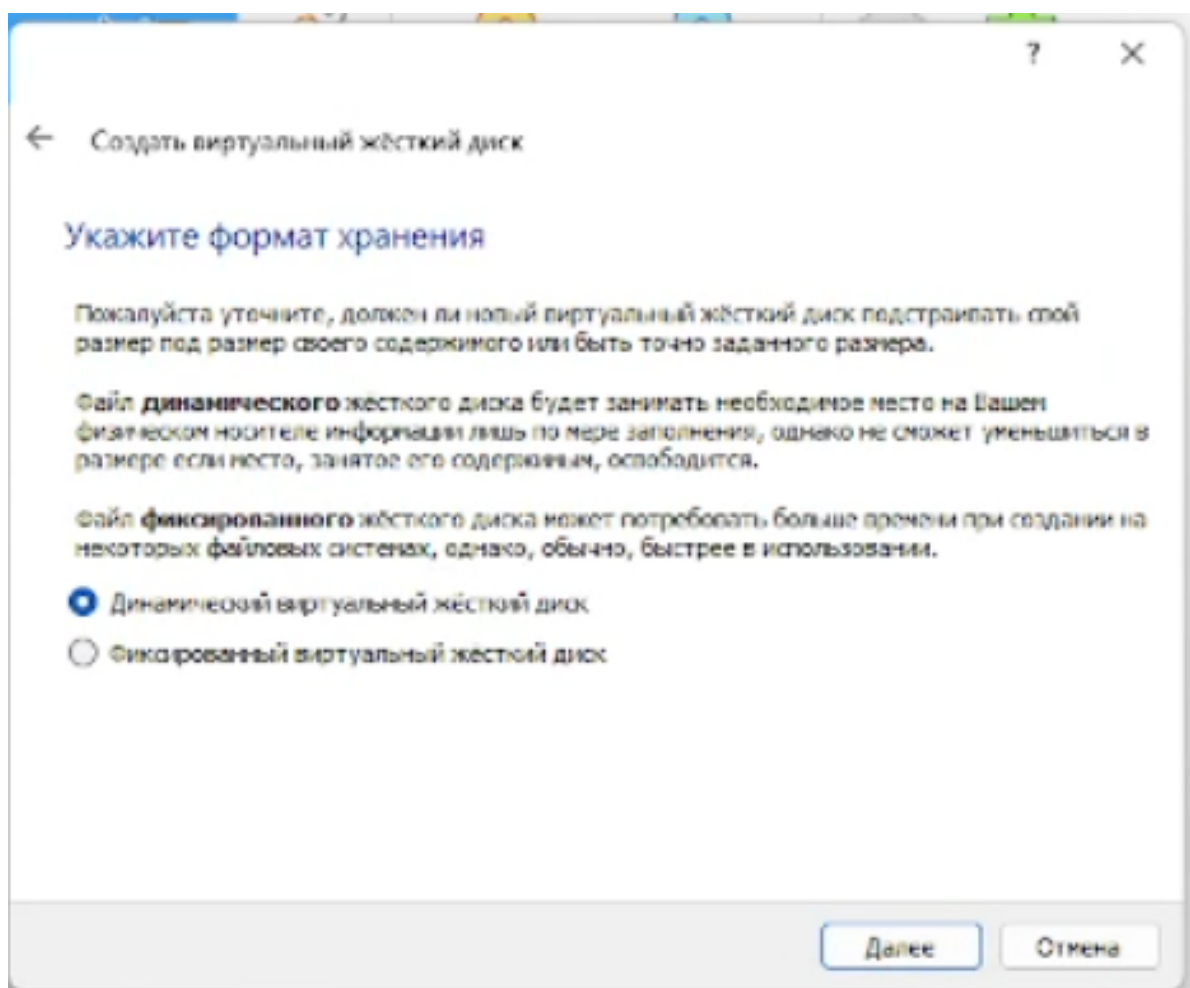 ?
Создать виртуальный жёсткий диск
Укажите формат хранения
Пожалуйста уточните, должен ли новый виртуальный жёсткий диск подстраивать свой
размер под размер своего содержимого или быть точно заданного размера.
Файл динамического жёсткого диска будет занимать необходимое место на Вашем
физическом носителе информации лишь по мере заполнения, однако не сможет уменьшиться в
размере если место, занятое его содержимым, освободится.
Файл фиксированного жёсткого диска может потребовать больше времени при создании на
некоторых файловых системах, однако, обычно, быстрее в использовании.
Динамический виртуальный жёсткий диск
Фиксированный виртуальный жёсткий диск
Далее Отмена